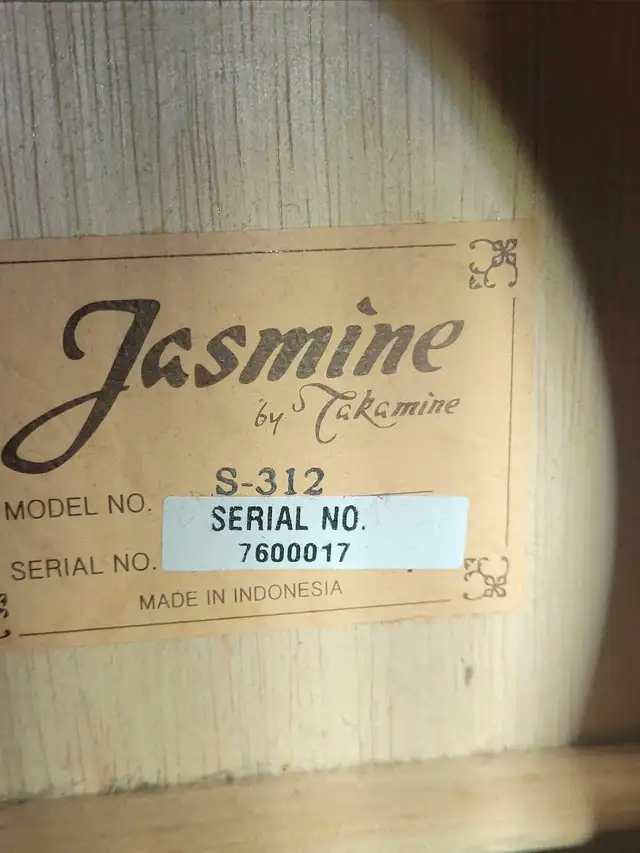 Jasmine
by Takamine
MODEL NO. S-312
SERIAL NO.
7600017
SERIAL NO.
MADE IN INDONESIA